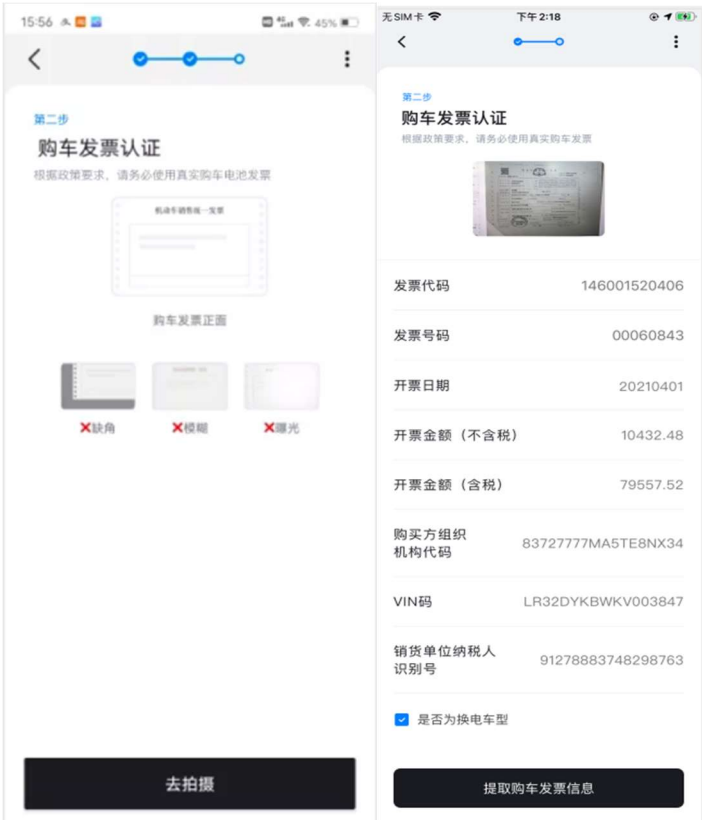 15:56
45%
第二步
购车发票认证
根据政策要求、请务必使用真实购车电池发票
机动车销售统一发票
购车发票正面
缺角
模糊
曝光
去拍摄
无SIM卡
下午2:18
第二步
购车发票认证
根据政策要求、请务必使用真实购车发票
发票代码
146001520406
发票号码
00060843
开票日期
20210401
开票金额（不含税）
10432.48
开票金额（含税）
79557.52
购买方组织
机构代码
83727777MA5TE8NX34
VIN码
LR32DYKBWKV003847
销货单位纳税人
识别号
91278883748298763
是否为换电车型
提取购车发票信息